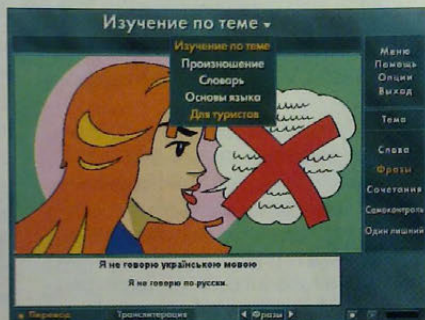 Изучение по теме
Изучение по теме
Произношение
Словарь
Основы языка
Для туристов
Меню
Помощь
Опции
Выход
Тема
Слова
Фразы
Сочетания
Самоконтроль
Один лишний
Я не говорю українською мовою
Я не говорю по-русски.
Перевод
Транслитерация
Фразы